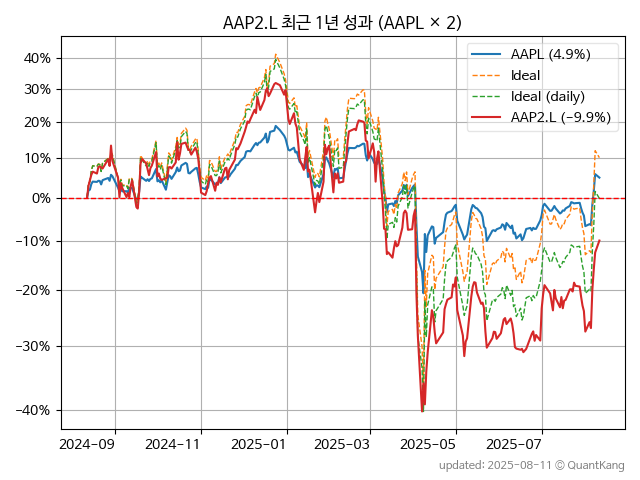 AAP2.L 최근 1년 성과 (AAPL × 2)
AAPL (4.9%)
Ideal
Ideal (daily)
AAP2.L (−9.9%)
40%
30%
20%
10%
0%
−10%
−20%
−30%
−40%
2024−09
2024−11
2025−01
2025−03
2025−05
2025−07
updated: 2025-08-11 © QuantKang